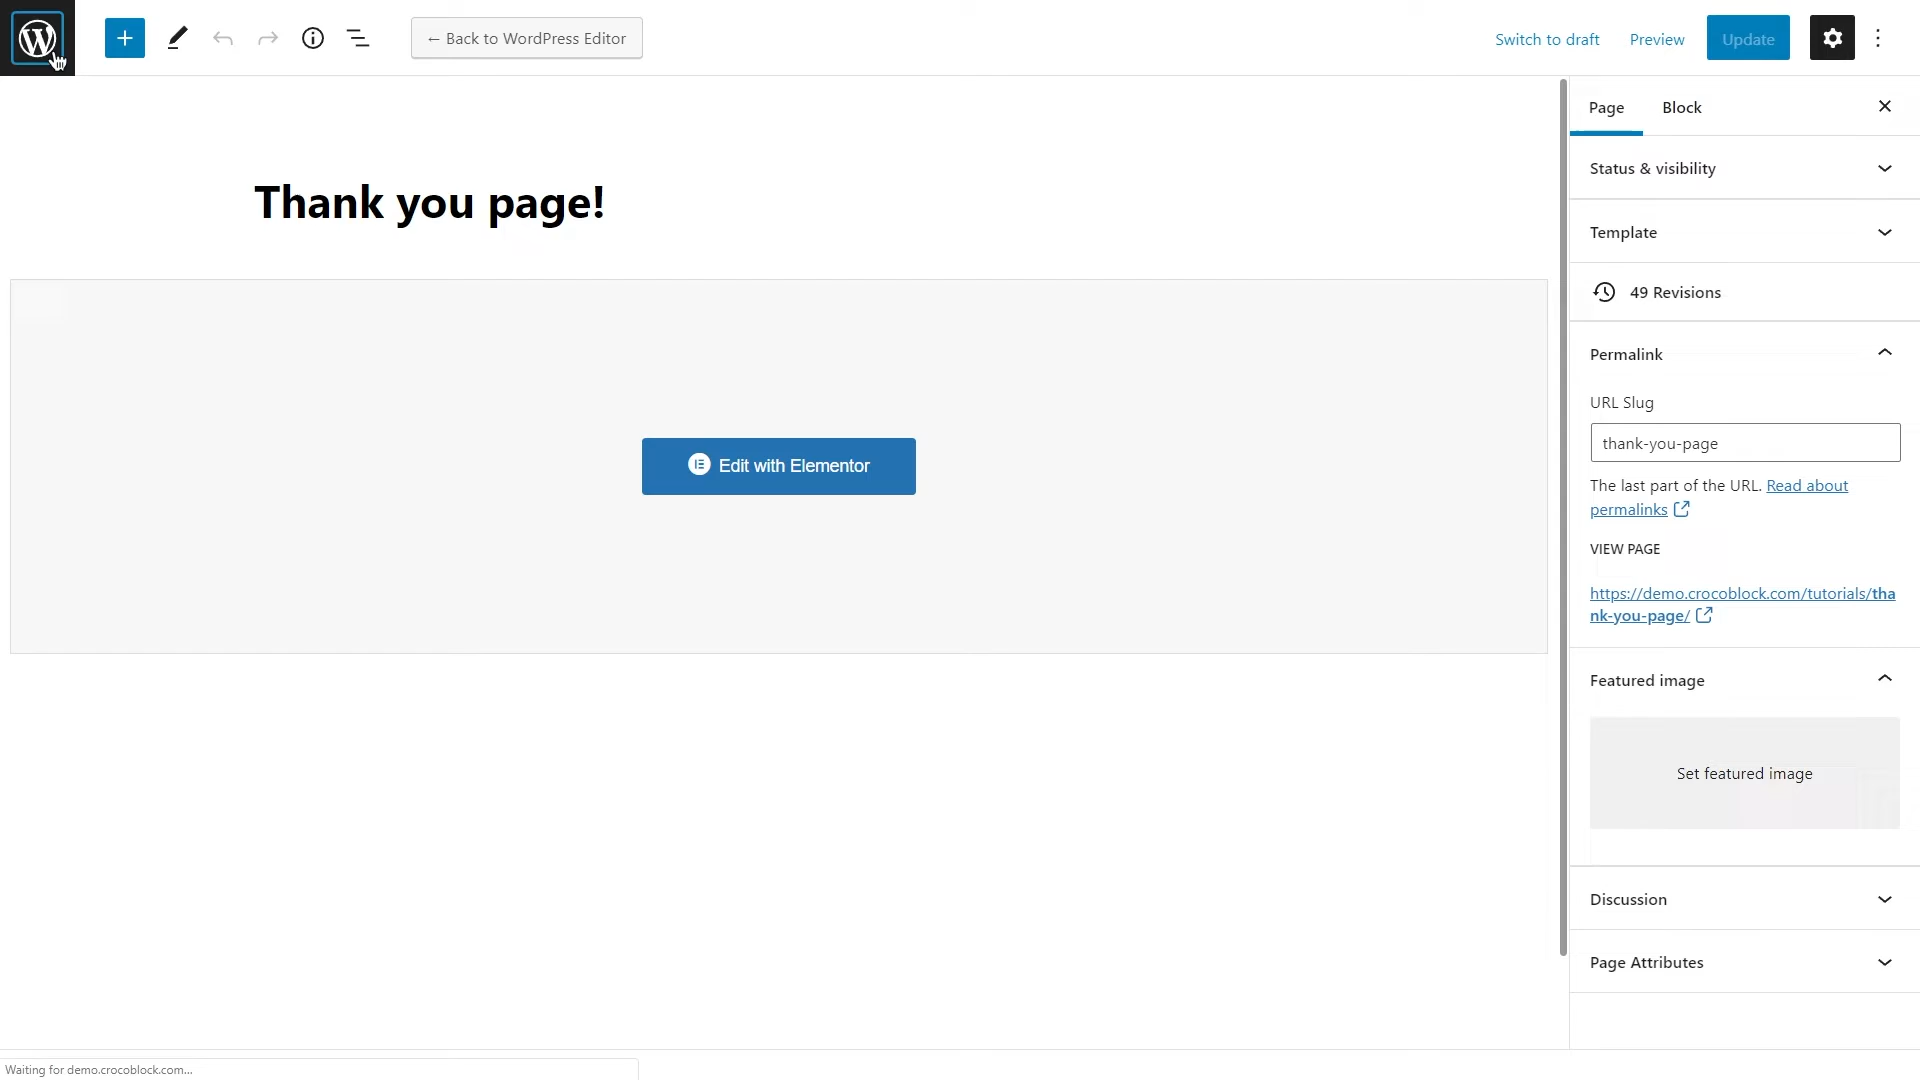 ← Back to WordPress Editor
Switch to draft
Preview
Update
Page
Block
Thank you page!
Status & visibility
Template
49 Revisions
Permalink
URL Slug
thank-you-page
The last part of the URL. Read about
permalinks
VIEW PAGE
https://demo.crocoblock.com/tutorials/tha
nk-you-page/
Edit with Elementor
Featured image
Set featured image
Discussion
Page Attributes
Waiting for demo.crocoblock.com...